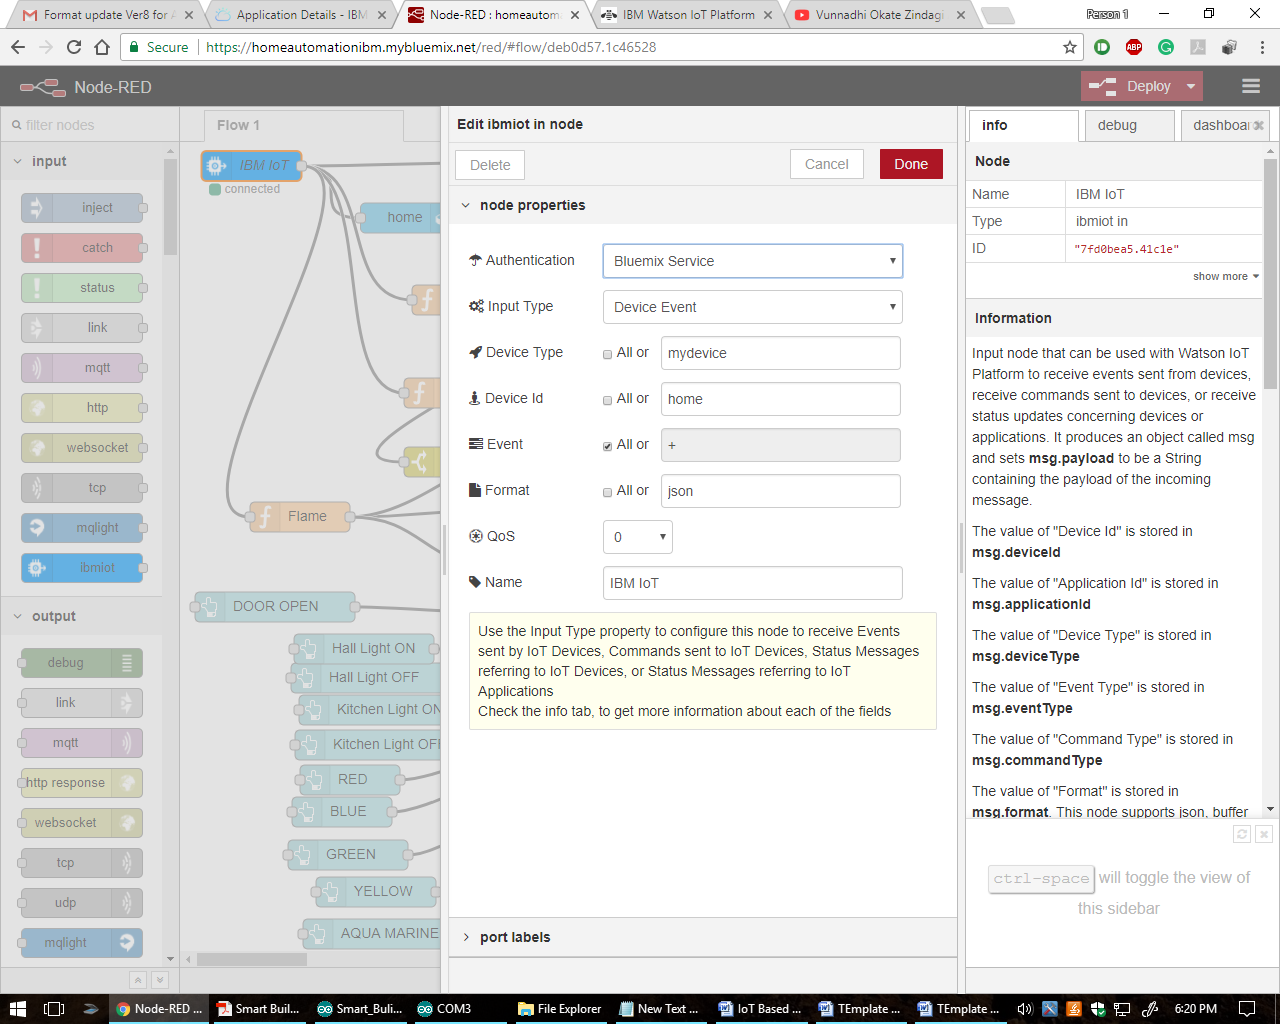 Format update Ver8 for A
Application Details - IBM
Node-RED : homeautom
IBM Watson IoT Platform
Vunnadhi Okate Zindagi
Person 1
Secure
https://homeautomationibm.mybluemix.net/red/#flow/deb0d57.1c46528
ABP
Node-RED
Deploy
filter nodes
input
inject
catch
status
link
mqtt
http
websocket
tcp
mqlight
ibmiot
output
debug
link
mqtt
http response
websocket
tcp
udp
mqlight
Flow 1
IBM IoT
connected
home
Flame
DOOR OPEN
Hall Light ON
Hall Light OFF
Kitchen Light ON
Kitchen Light OFF
RED
BLUE
GREEN
YELLOW
AQUA MARINE
Edit ibmiot in node
Delete
Cancel
Done
node properties
Authentication
Bluemix Service
Input Type
Device Event
Device Type
All or
mydevice
Device Id
All or
home
Event
All or
+
Format
All or
json
QoS
0
Name
IBM IoT
Use the Input Type property to configure this node to receive Events
sent by IoT Devices, Commands sent to IoT Devices, Status Messages
referring to IoT Devices, or Status Messages referring to IoT
Applications
Check the info tab, to get more information about each of the fields
port labels
info
debug
dashboa
Node
Name
IBM IoT
Type
ibmiot in
ID
"7fd0bea5.41c1e"
show more
Information
Input node that can be used with Watson IoT
Platform to receive events sent from devices,
receive commands sent to devices, or receive
status updates concerning devices or
applications. It produces an object called msg
and sets msg.payload to be a String
containing the payload of the incoming
message.
The value of "Device Id" is stored in
msg.deviceId
The value of "Application Id" is stored in
msg.applicationId
The value of "Device Type" is stored in
msg.deviceType
The value of "Event Type" is stored in
msg.eventType
The value of "Command Type" is stored in
msg.commandType
The value of "Format" is stored in
msg.format. This node supports json, buffer
ctrl-space will toggle the view of
this sidebar
Node-RED ...
Smart Buil...
Smart_Buli...
COM3
File Explorer
New Text ...
IoT Based ...
TEmplate ...
TEmplate ...
6:20 PM